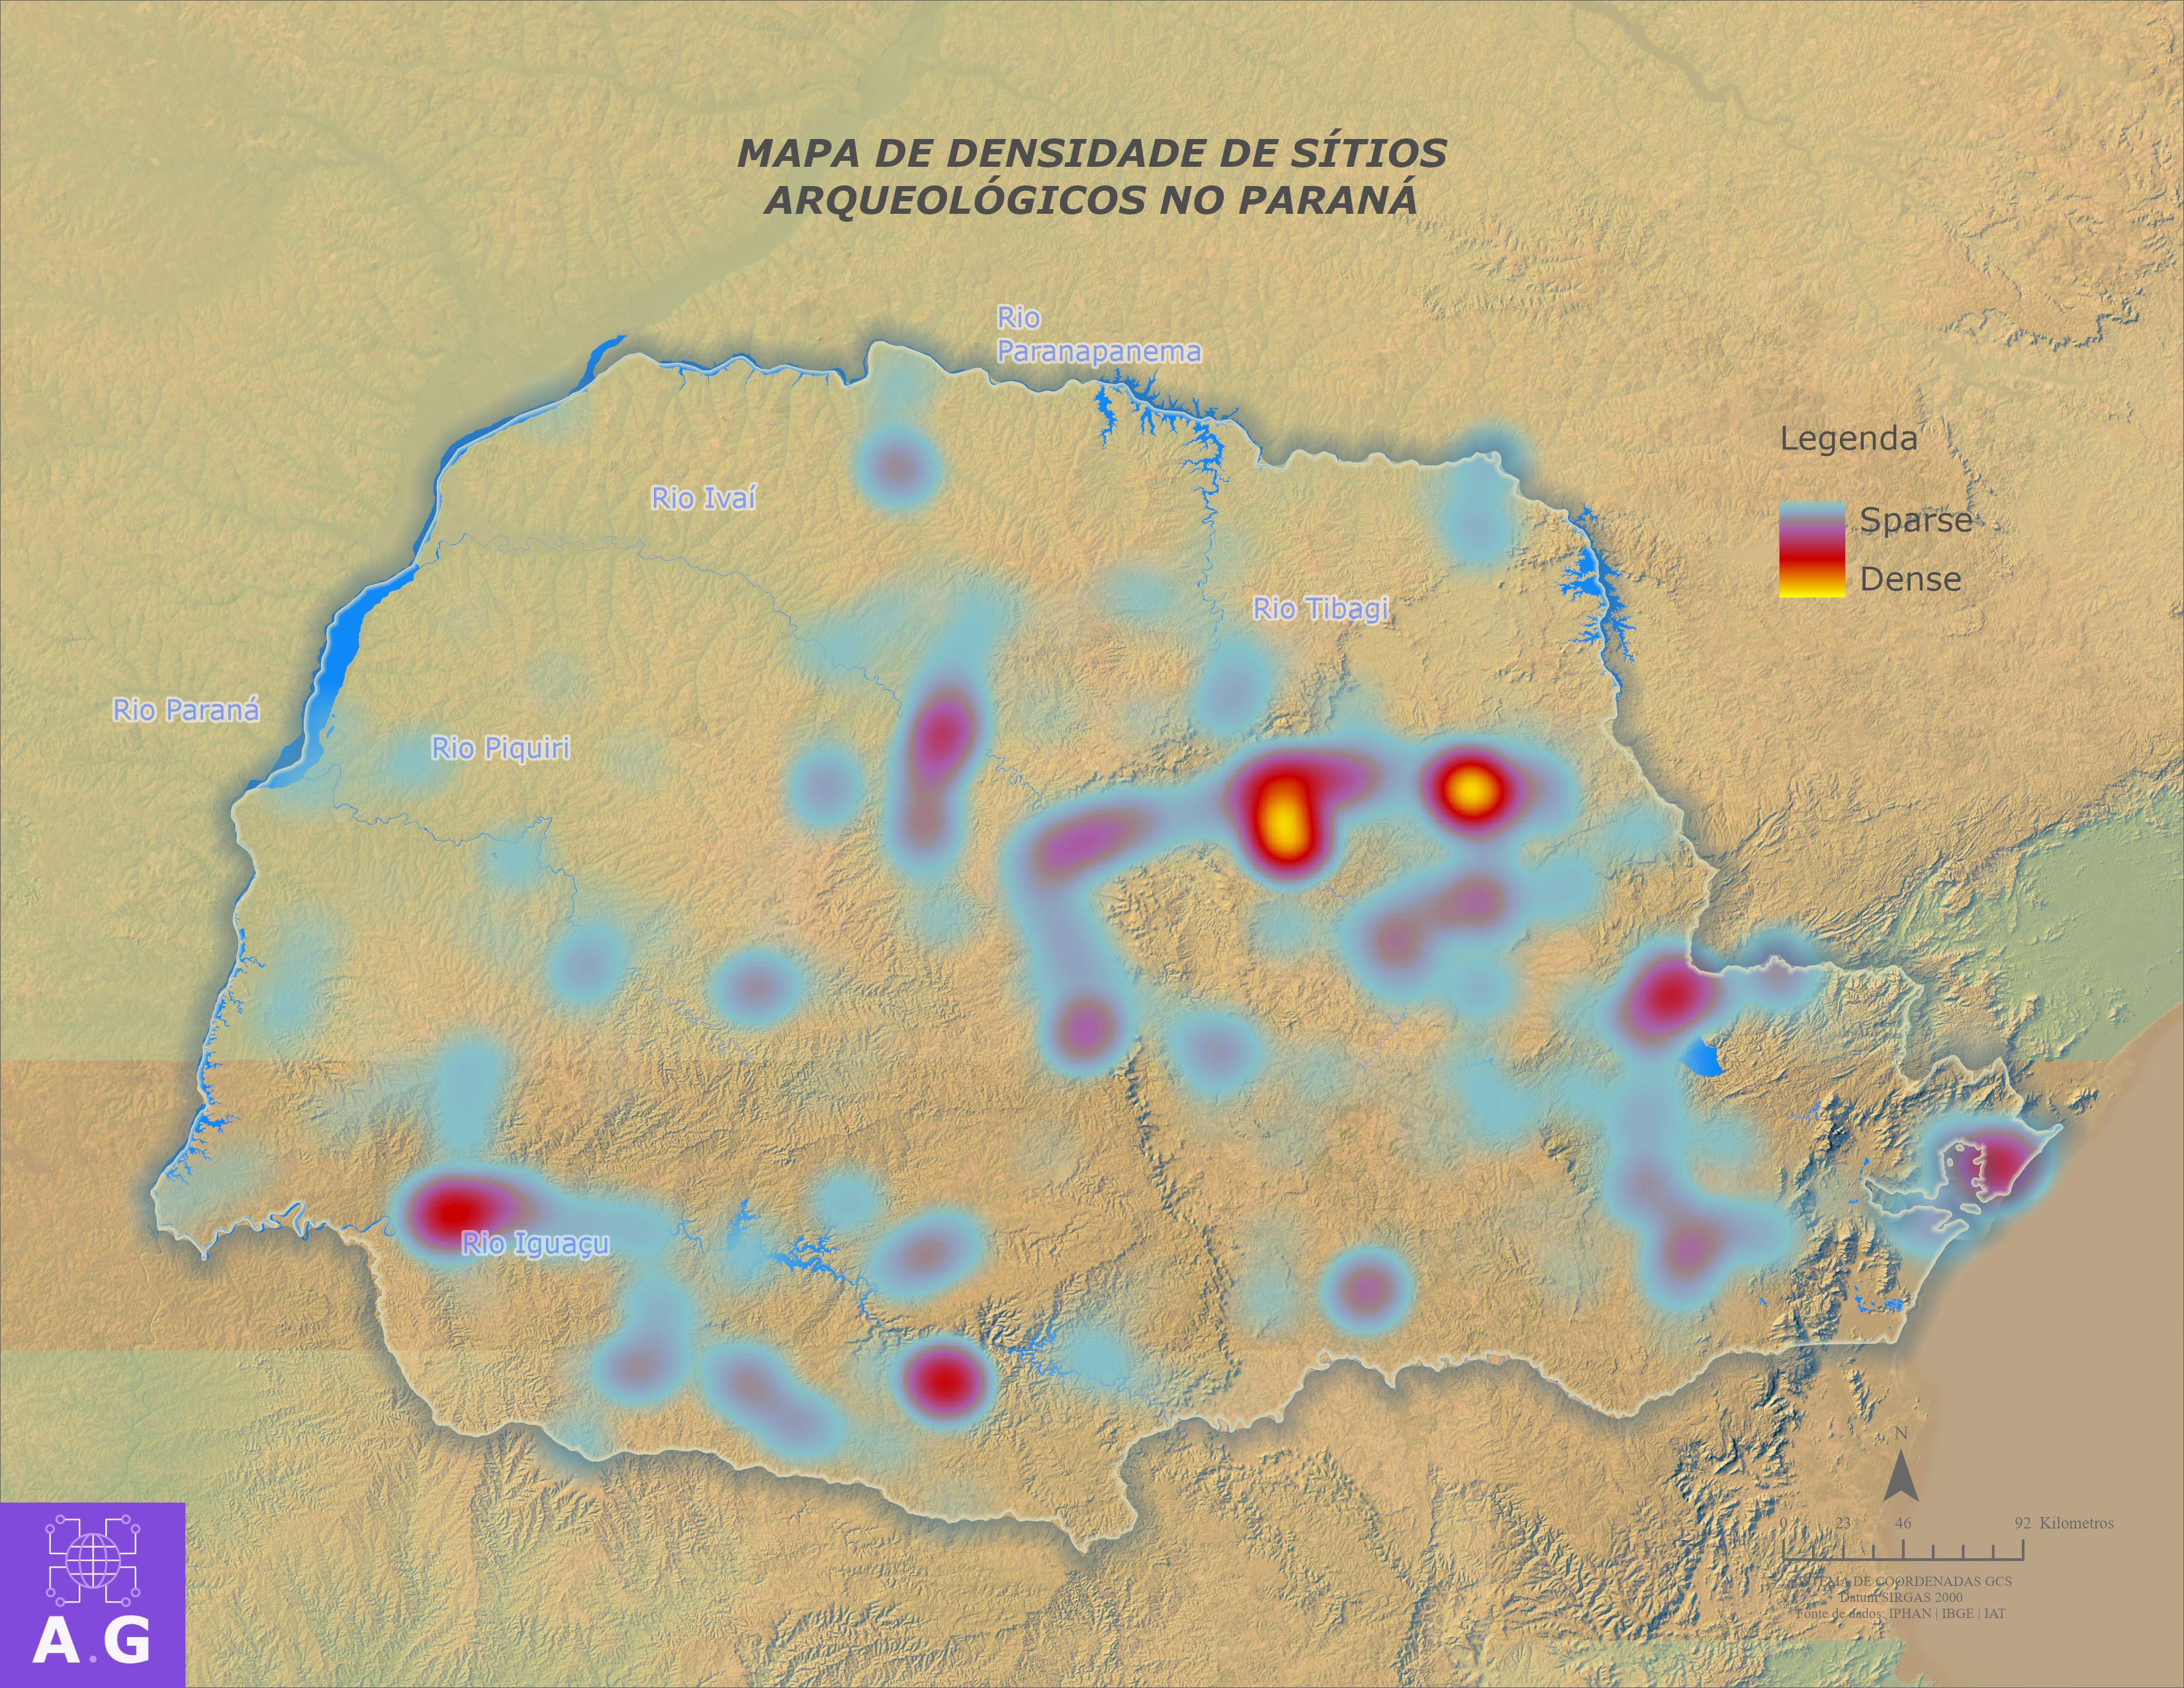 MAPA DE DENSIDADE DE SÍTIOS
ARQUEOLÓGICOS NO PARANÁ
Rio
Paranapanema
Legenda
Sparse
Dense
Rio Ivaí
Rio Tibagi
Rio Paraná
Rio Piquiri
Rio Iguaçu
N
0 23 46 92 Kilometros
SISTEMA DE COORDENADAS GCS
Datum SIRGAS 2000
Fonte de dados: IPHAN | IBGE | IAT
A.G